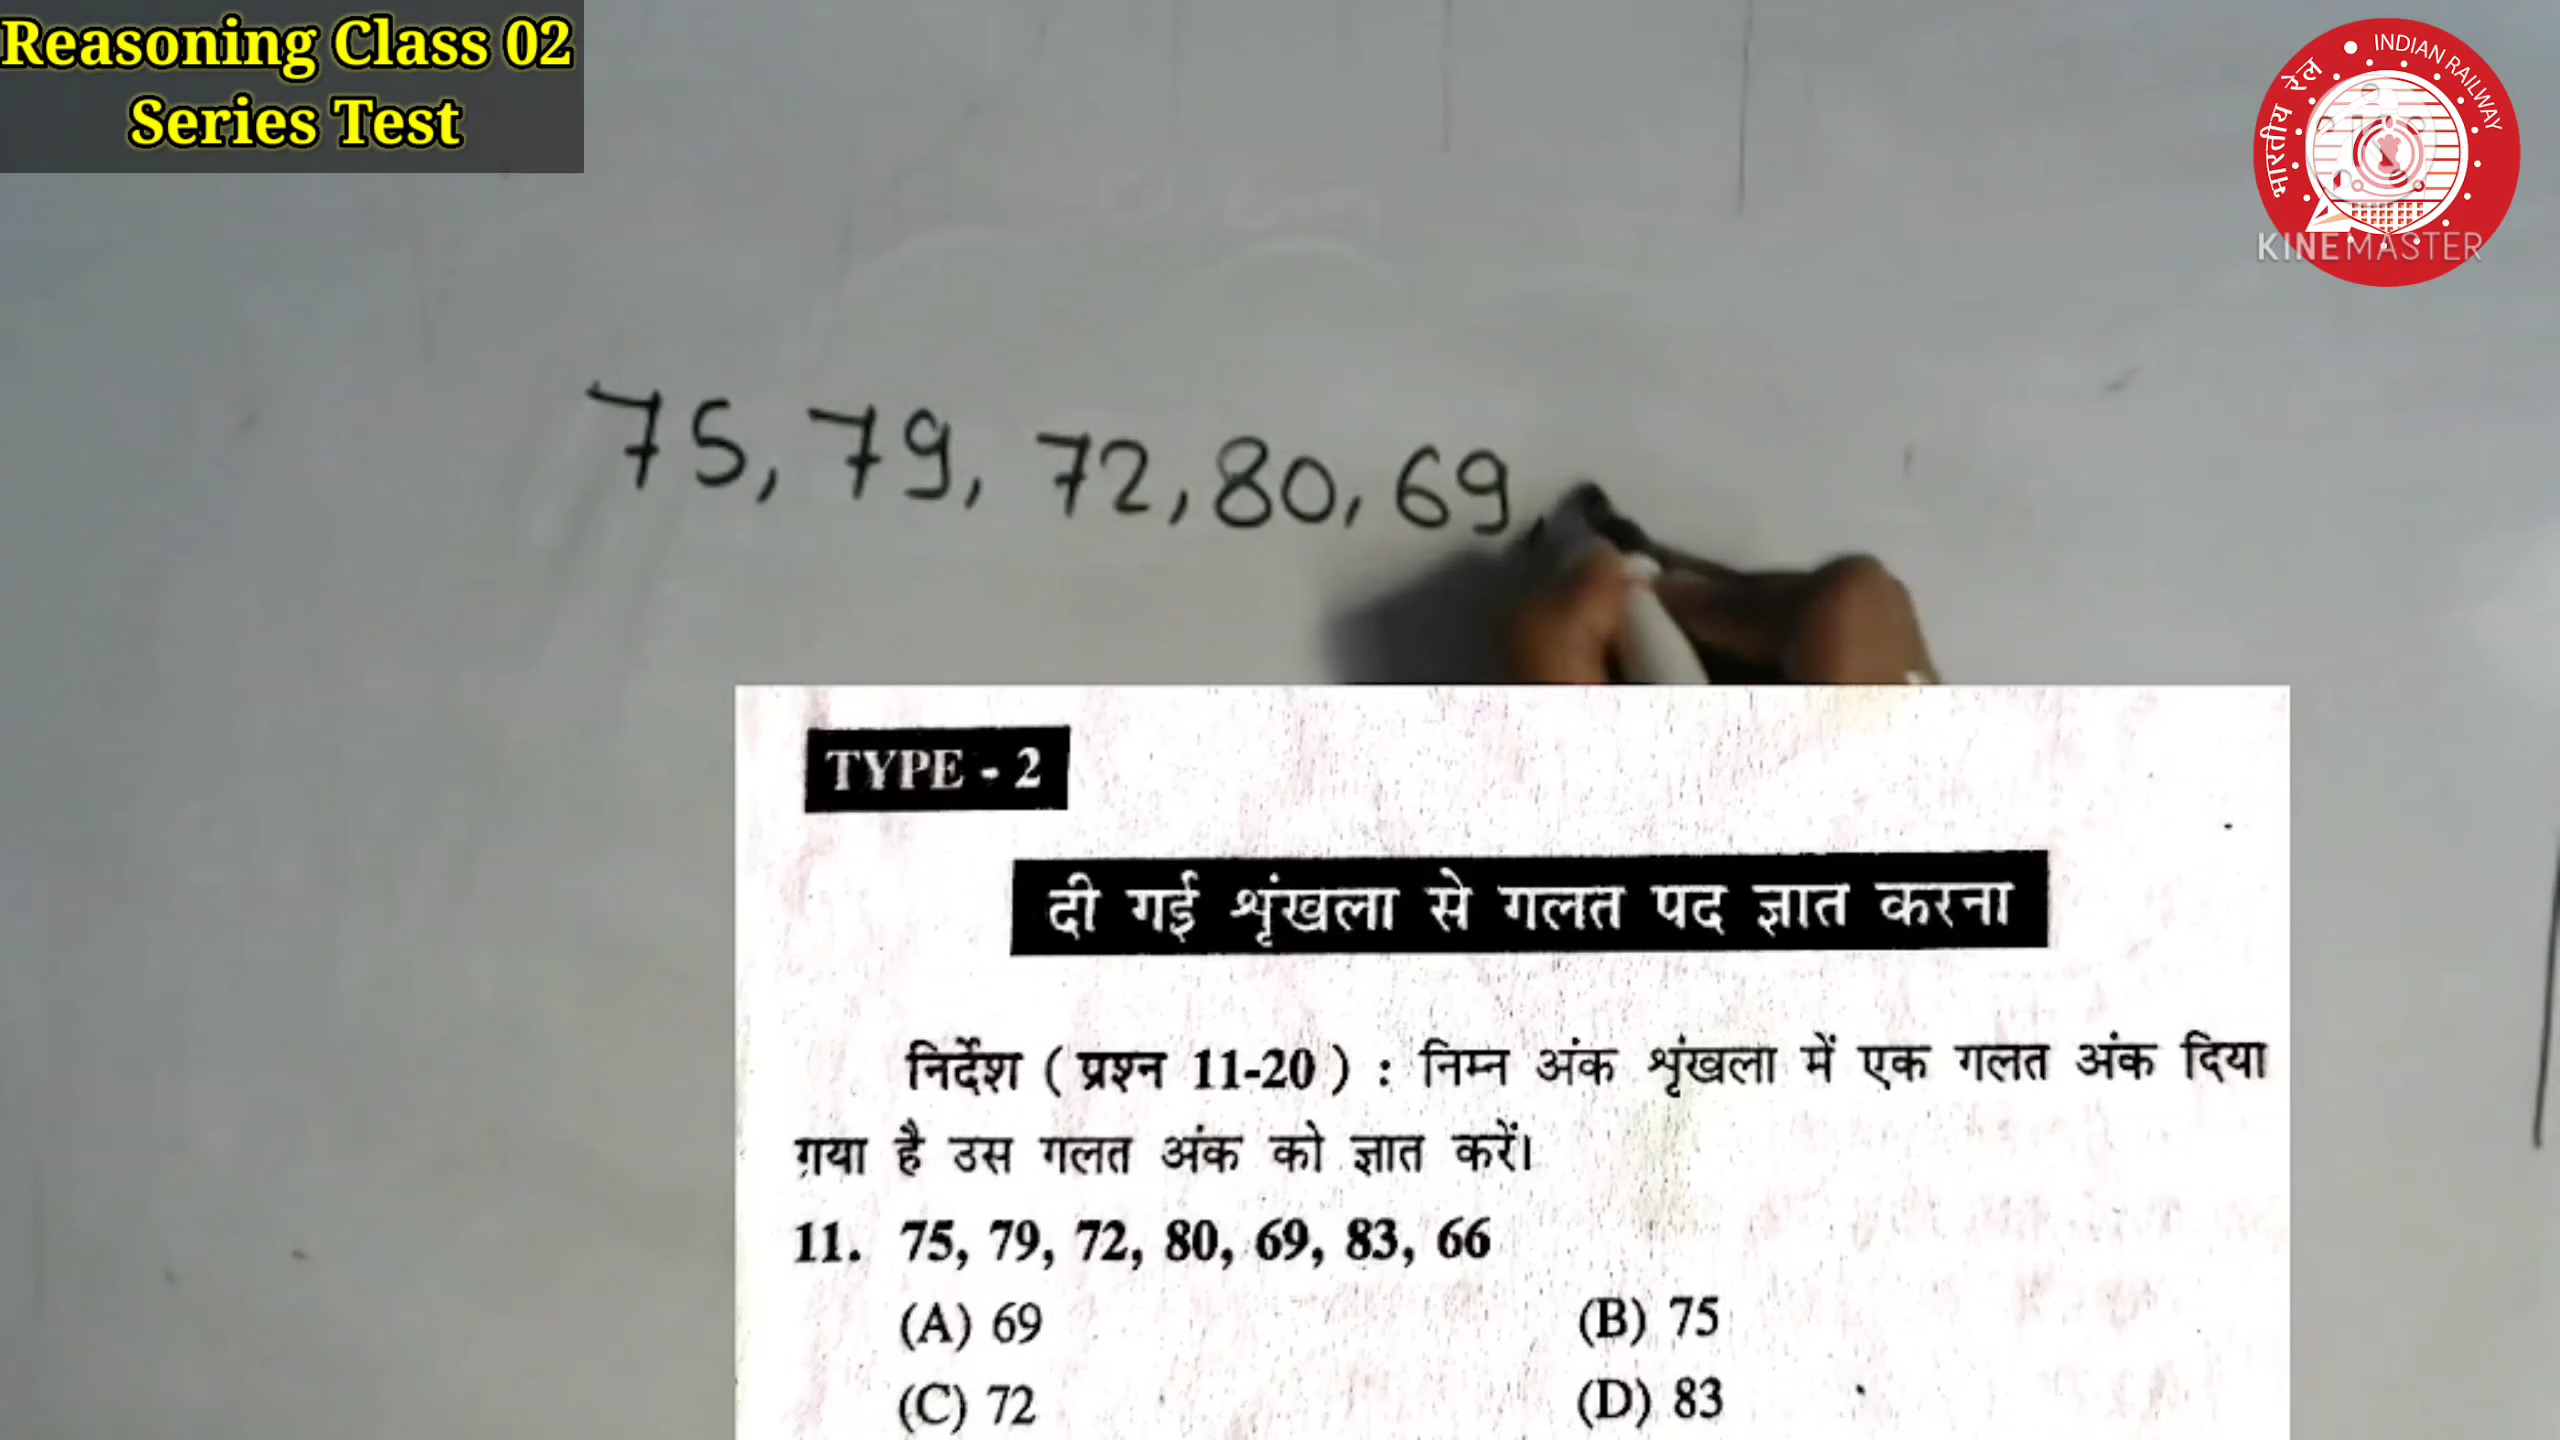 Reasoning Class 02
Series Test
भारतीय रेल
INDIAN RAILWAY
KINEMASTER
75, 79, 72, 80, 69,
TYPE - 2
दी गई शृंखला से गलत पद ज्ञात करना
निर्देश ( प्रश्न 11-20 ) : निम्न अंक शृंखला में एक गलत अंक दिया
गया है उस गलत अंक को ज्ञात करें।
11. 75, 79, 72, 80, 69, 83, 66
(A) 69 (B) 75
(C) 72 (D) 83